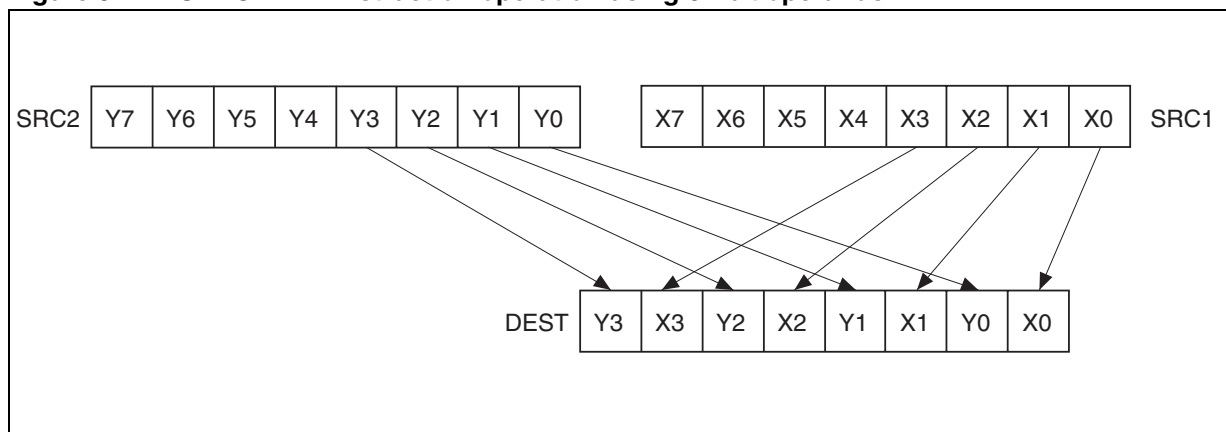 SRC2 Y7 Y6 Y5 Y4 Y3 Y2 Y1 Y0 X7 X6 X5 X4 X3 X2 X1 X0 SRC1
DEST Y3 X3 Y2 X2 Y1 X1 Y0 X0